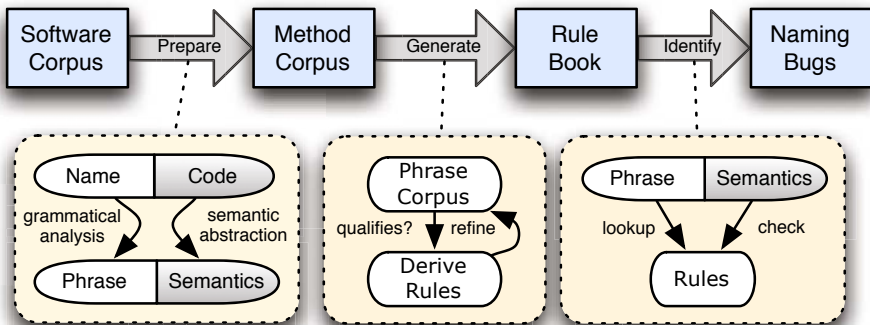 Software
Corpus
Prepare
Method
Corpus
Generate
Rule
Book
Identify
Naming
Bugs
Name
Code
grammatical
analysis
semantic
abstraction
Phrase
Semantics
Phrase
Corpus
qualifies?
refine
Derive
Rules
Phrase
Semantics
lookup
check
Rules